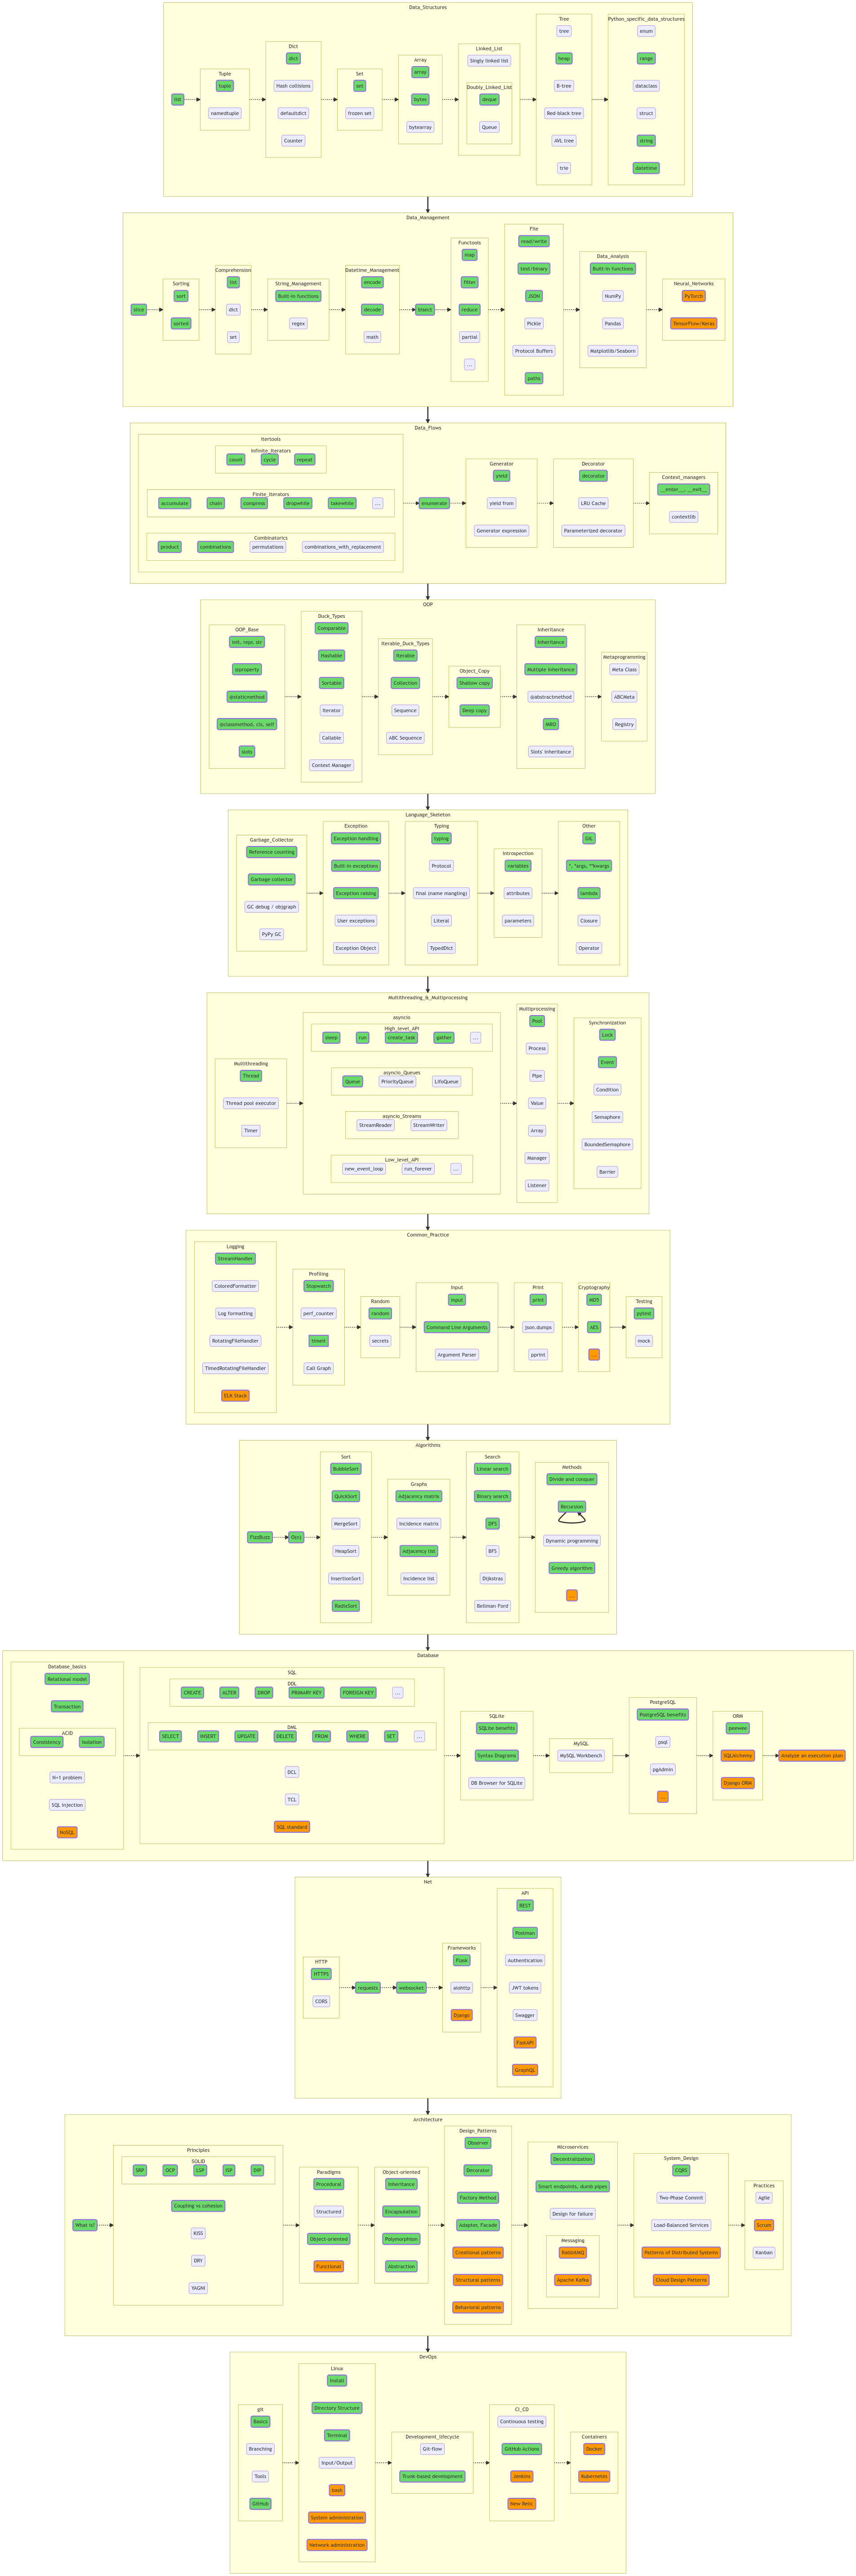 Data_Structures
list
Tuple
tuple
namedtuple
Dict
dict
Hash collisions
defaultdict
Counter
Set
set
frozen set
Array
array
bytes
bytearray
Linked_List
Singly linked list
Doubly_Linked_List
deque
Queue
Tree
tree
heap
B-tree
Red-black tree
AVL tree
trie
Python_specific_data_structures
enum
range
dataclass
struct
string
datetime
Data_Management
slice
Sorting
sort
sorted
Comprehension
list
dict
set
String_Management
Built-in functions
regex
Datetime_Management
encode
decode
math
bisect
Functools
map
filter
reduce
partial
...
File
read/write
text/binary
JSON
Pickle
Protocol Buffers
paths
Data_Analysis
Built-in functions
NumPy
Pandas
Matplotlib/Seaborn
Neural_Networks
PyTorch
TensorFlow/Keras
Data_Flows
Itertools
Infinite_Iterators
count
cycle
repeat
Finite_Iterators
accumulate
chain
compress
dropwhile
takewhile
...
Combinatorics
product
combinations
permutations
combinations_with_replacement
enumerate
Generator
yield
yield from
Generator expression
Decorator
decorator
LRU Cache
Parameterized decorator
Context_managers
__enter__, __exit__
contextlib
OOP
OOP_Base
init, repr, str
@property
@staticmethod
@classmethod, cls, self
slots
Duck_Types
Comparable
Hashable
Sortable
Iterator
Callable
Context Manager
Iterable_Duck_Types
Iterable
Collection
Sequence
ABC Sequence
Object_Copy
Shallow copy
Deep copy
Inheritance
Inheritance
Multiple Inheritance
@abstractmethod
MRO
Slots' inheritance
Metaprogramming
Meta Class
ABCMeta
Registry
Language_Skeleton
Garbage_Collector
Reference counting
Garbage collector
GC debug / objgraph
PyPy GC
Exception
Exception handling
Built-in exceptions
Exception raising
User exceptions
Exception Object
Typing
typing
Protocol
final (name mangling)
Literal
TypedDict
Introspection
variables
attributes
parameters
Other
GIL
*, *args, **kwargs
lambda
Closure
Operator
Multithreading_&_Multiprocessing
Multithreading
Thread
Thread pool executor
Timer
asyncio
High_level_API
sleep
run
create_task
gather
...
asyncio_Queues
Queue
PriorityQueue
LifoQueue
asyncio_Streams
StreamReader
StreamWriter
Low_level_API
new_event_loop
run_forever
...
Multiprocessing
Pool
Process
Pipe
Value
Array
Manager
Listener
Synchronization
Lock
Event
Condition
Semaphore
BoundedSemaphore
Barrier
Common_Practice
Logging
StreamHandler
ColoredFormatter
Log formatting
RotatingFileHandler
TimedRotatingFileHandler
ELK Stack
Profiling
Stopwatch
perf_counter
timeit
Call Graph
Random
random
secrets
Input
input
Command Line Arguments
Argument Parser
Print
print
json.dumps
pprint
Cryptography
MD5
AES
...
Testing
pytest
mock
Algorithms
FizzBuzz
O(n)
Sort
BubbleSort
QuickSort
MergeSort
HeapSort
InsertionSort
RadixSort
Graphs
Adjacency matrix
Incidence matrix
Adjacency list
Incidence list
Search
Linear search
Binary search
DFS
BFS
Dijkstras
Bellman-Ford
Methods
Divide and conquer
Recursion
Dynamic programming
Greedy algorithm
...
Database
Database_basics
Relational model
Transaction
ACID
Consistency
Isolation
N+1 problem
SQL injection
NoSQL
SQL
DDL
CREATE
ALTER
DROP
PRIMARY KEY
FOREIGN KEY
...
DML
SELECT
INSERT
UPDATE
DELETE
FROM
WHERE
SET
...
DCL
TCL
SQL standard
SQLite
SQLite benefits
Syntax Diagrams
DB Browser for SQLite
MySQL
MySQL Workbench
PostgreSQL
PostgreSQL benefits
psql
pgAdmin
...
ORM
peewee
SQLAlchemy
Django ORM
Analyze an execution plan
Net
HTTP
HTTPS
CORS
requests
websocket
Frameworks
Flask
aiohttp
Django
API
REST
Postman
Authentication
JWT tokens
Swagger
FastAPI
GraphQL
Architecture
What is?
Principles
SOLID
SRP
OCP
LSP
ISP
DIP
Coupling vs cohesion
KISS
DRY
YAGNI
Paradigms
Procedural
Structured
Object-oriented
Functional
Object-oriented
Inheritance
Encapsulation
Polymorphism
Abstraction
Design_Patterns
Observer
Decorator
Factory Method
Adapter, Facade
Creational patterns
Structural patterns
Behavioral patterns
Microservices
Decentralization
Smart endpoints, dumb pipes
Design for failure
Messaging
RabbitMQ
Apache Kafka
System_Design
CQRS
Two-Phase Commit
Load-Balanced Services
Patterns of Distributed Systems
Cloud Design Patterns
Practices
Agile
Scrum
Kanban
DevOps
git
Basics
Branching
Tools
GitHub
Linux
Install
Directory Structure
Terminal
Input/Output
bash
System administration
Network administration
Development_lifecycle
Git-flow
Trunk-based development
CI_CD
Continuous testing
GitHub Actions
Jenkins
New Relic
Containers
Docker
Kubernetes